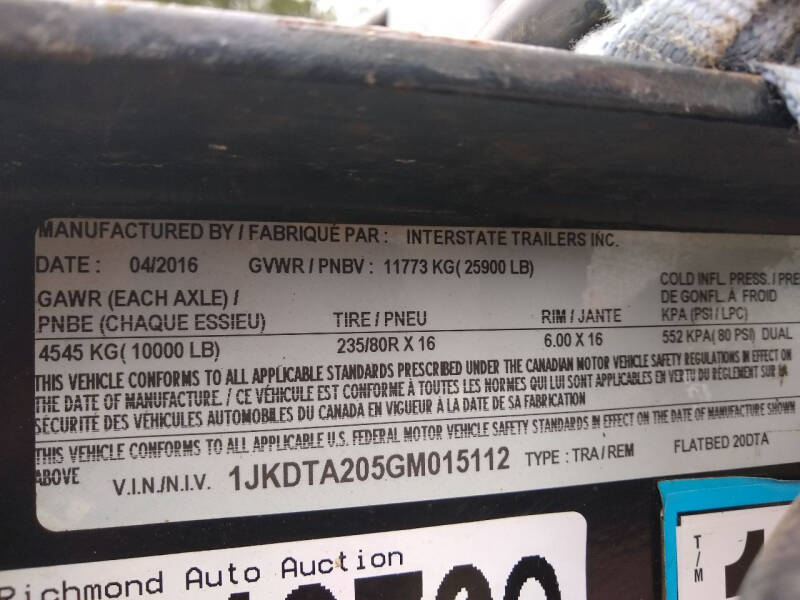 MANUFACTURED BY / FABRIQUÉ PAR : INTERSTATE TRAILERS INC.
DATE : 04/2016 GVWR / PNBV : 11773 KG( 25900 LB)
GAWR (EACH AXLE) / COLD INFL. PRESS. / PRE
PNBE (CHAQUE ESSIEU) TIRE / PNEU RIM / JANTE DE GONFL. À FROID
KPA (PSI / LPC)
4545 KG( 10000 LB) 235/80R X 16 6.00 X 16 552 KPA( 80 PSI) DUAL
THIS VEHICLE CONFORMS TO ALL APPLICABLE STANDARDS PRESCRIBED UNDER THE CANADIAN MOTOR VEHICLE SAFETY REGULATIONS IN EFFECT ON
THE DATE OF MANUFACTURE. / CE VÉHICULE EST CONFORME À TOUTES LES NORMES QUI LUI SONT APPLICABLES EN VERTU DU RÈGLEMENT SUR LA
SÉCURITÉ DES VÉHICULES AUTOMOBILES DU CANADA EN VIGUEUR À LA DATE DE SA FABRICATION
THIS VEHICLE CONFORMS TO ALL APPLICABLE U.S. FEDERAL MOTOR VEHICLE SAFETY STANDARDS IN EFFECT ON THE DATE OF MANUFACTURE SHOWN
ABOVE V.I.N./N.I.V. 1JKDTA205GM015112 TYPE : TRA / REM FLATBED 20DTA
Richmond Auto Auction
T/M